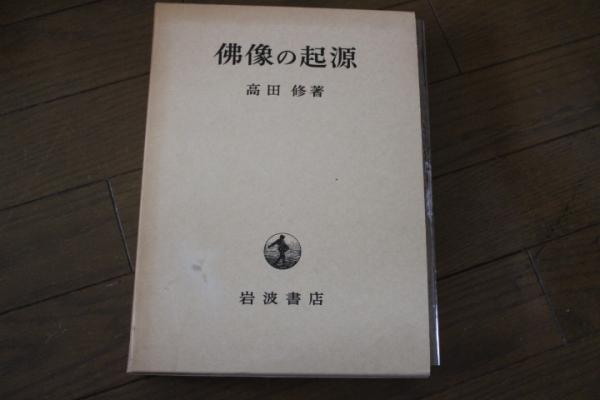 佛像の起源
高田 修著
岩波書店